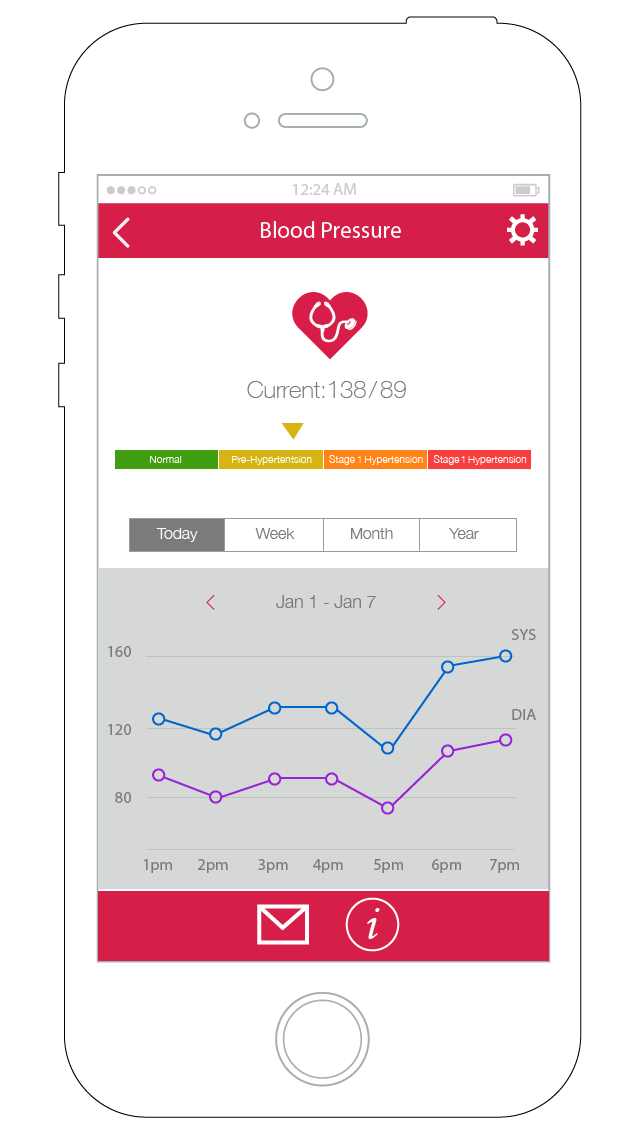 12:24 AM
Blood Pressure
Current:138/89
Normal Pre-Hypertentsion Stage 1 Hypertension Stage 1 Hypertension
Today Week Month Year
Jan 1 - Jan 7
SYS
160
DIA
120
80
1pm 2pm 3pm 4pm 5pm 6pm 7pm
i